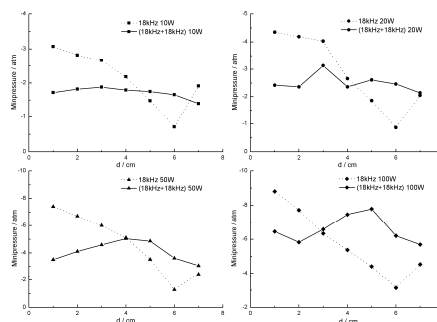 18kHz 10W
(18kHz+18kHz) 10W
Minipressure / atm
-4
-3
-2
-1
0
0 2 4 6 8
d / cm
18kHz 20W
(18kHz+18kHz) 20W
Minipressure / atm
-5
-4
-3
-2
-1
0
0 2 4 6 8
d / cm
18kHz 50W
(18kHz+18kHz) 50W
Minipressure / atm
-10
-8
-6
-4
-2
0
0 2 4 6 8
d / cm
18kHz 100W
(18kHz+18kHz) 100W
Minipressure / atm
-10
-8
-6
-4
-2
0 2 4 6 8
d / cm